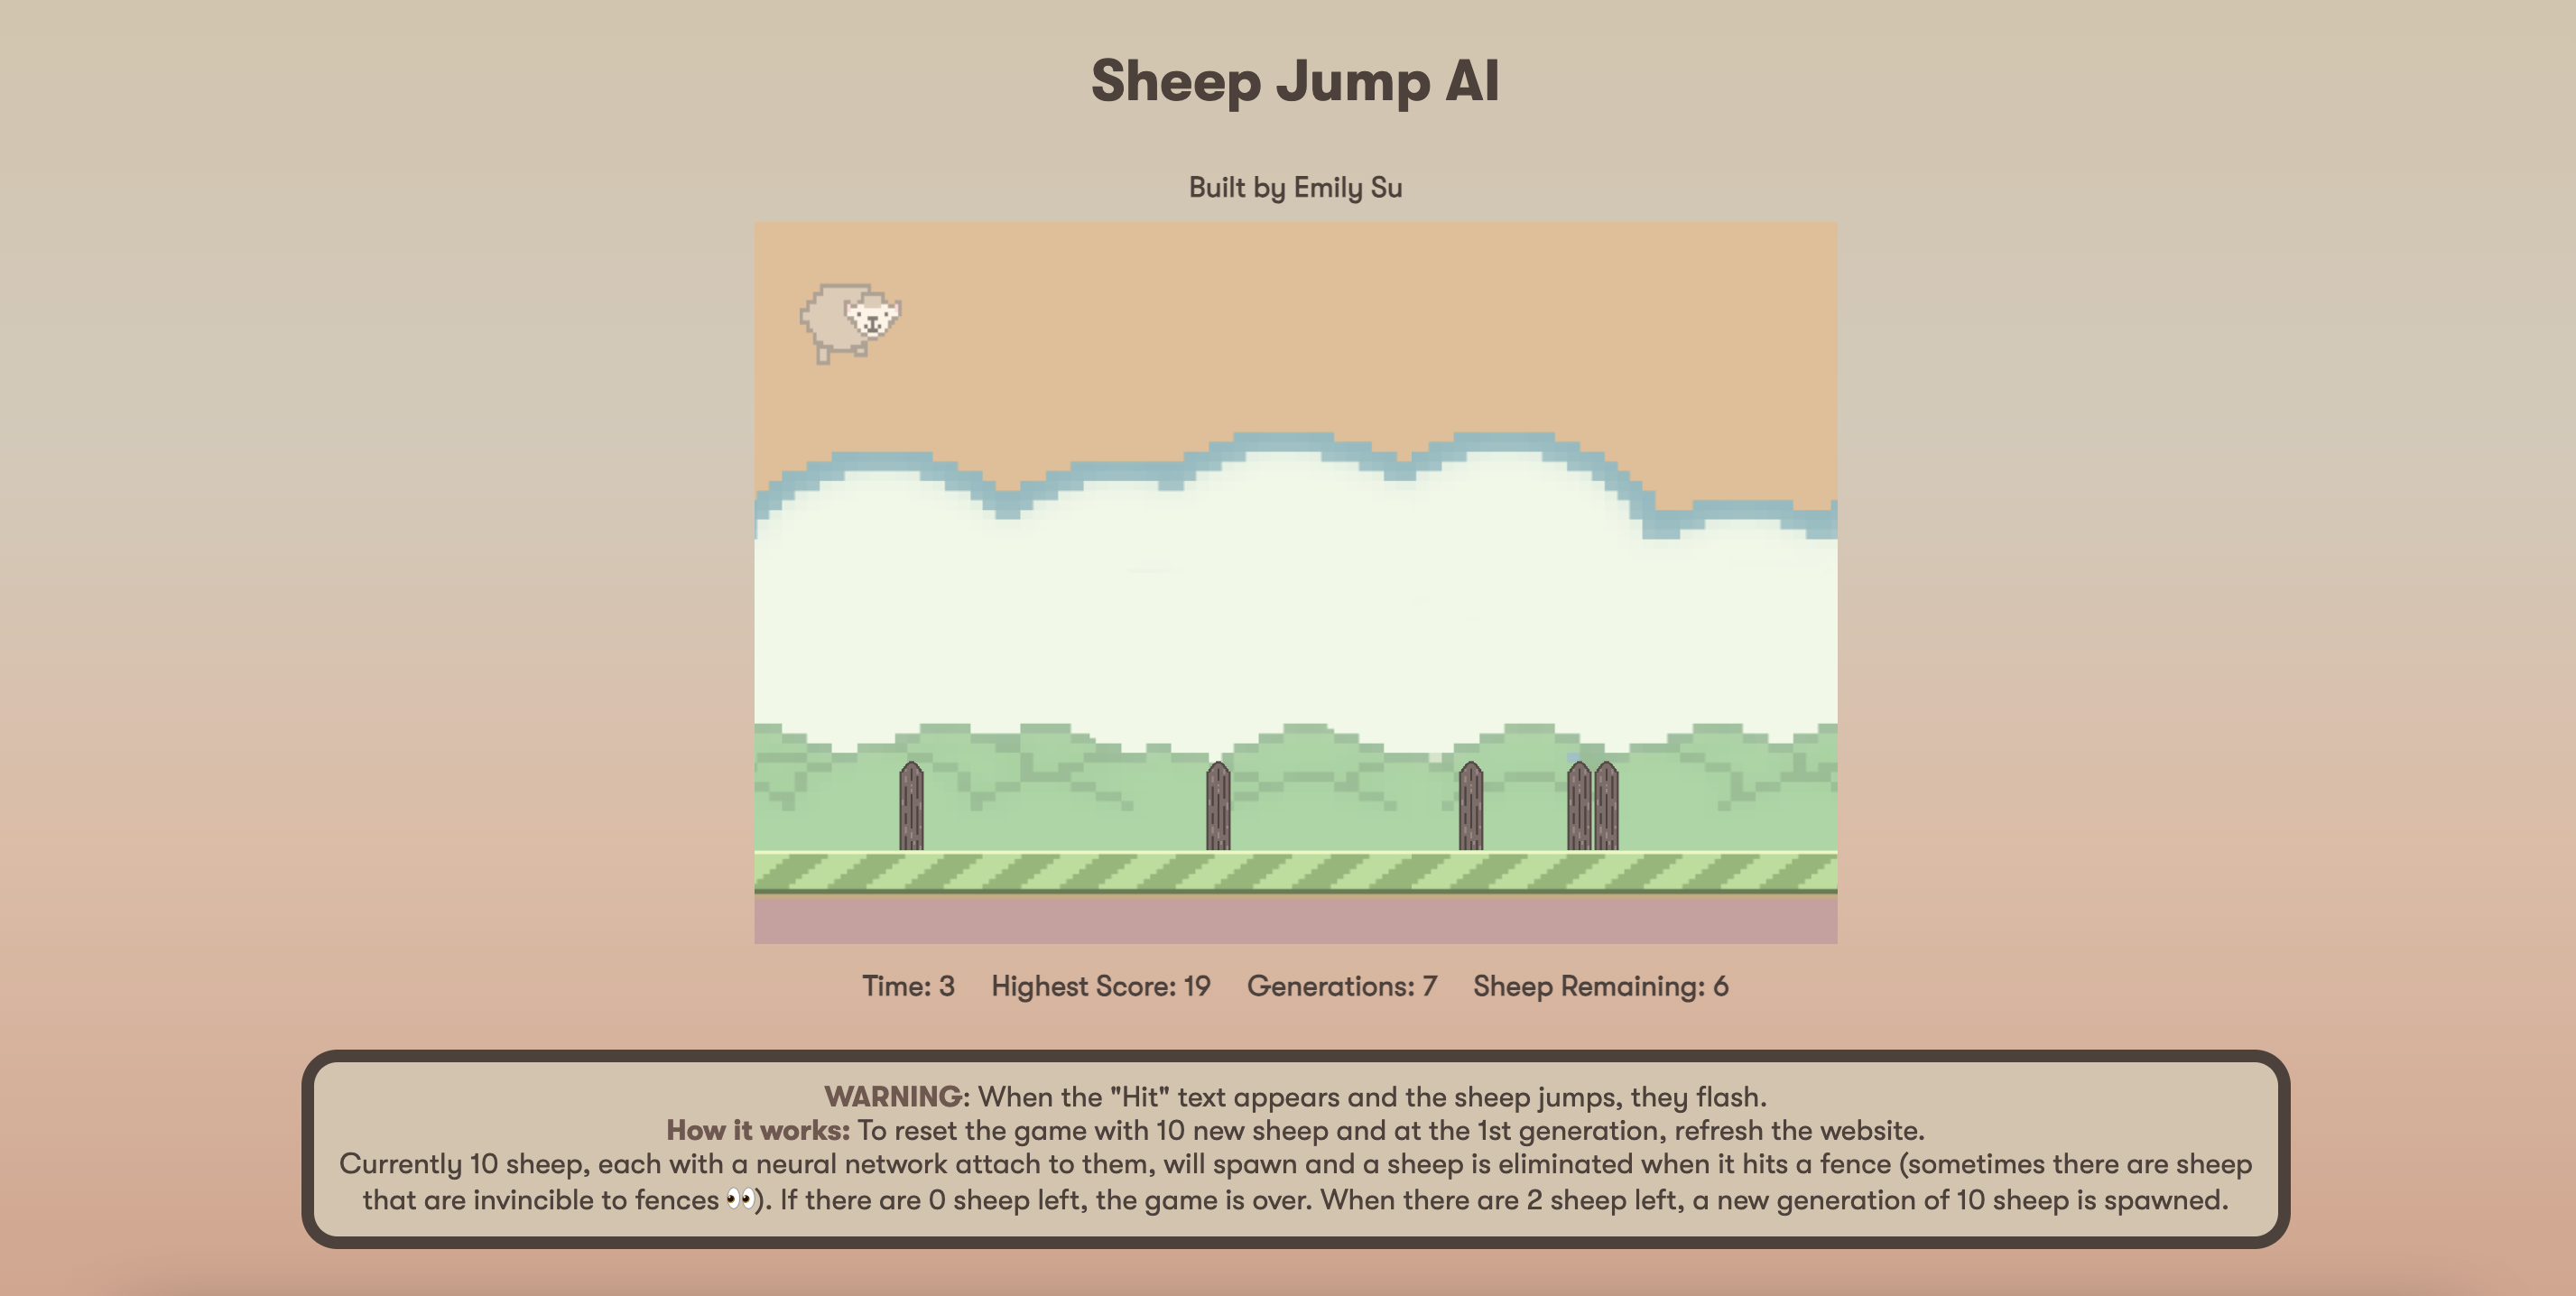 Sheep Jump AI
Built by Emily Su
Time: 3 Highest Score: 19 Generations: 7 Sheep Remaining: 6
WARNING: When the "Hit" text appears and the sheep jumps, they flash.
How it works: To reset the game with 10 new sheep and at the 1st generation, refresh the website.
Currently 10 sheep, each with a neural network attach to them, will spawn and a sheep is eliminated when it hits a fence (sometimes there are sheep
that are invincible to fences 👀). If there are 0 sheep left, the game is over. When there are 2 sheep left, a new generation of 10 sheep is spawned.